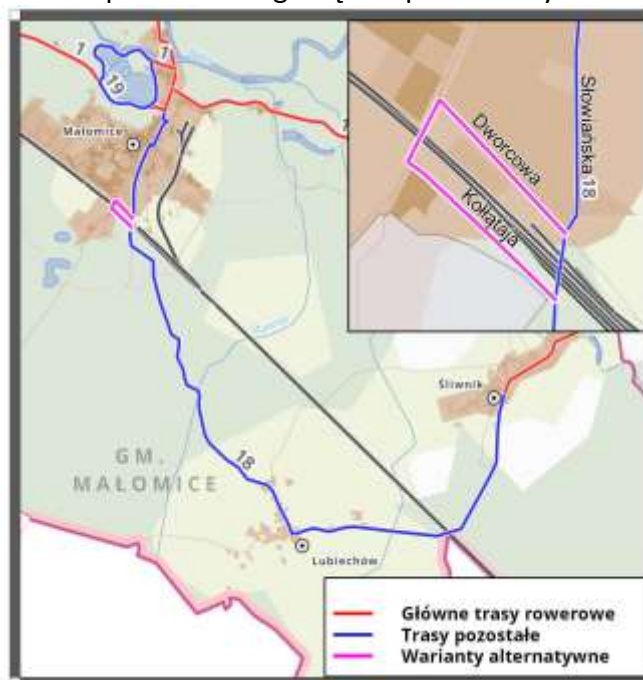 1
1
19
Małomice
Dworcowa
Słowiańska 18
Kołłątaja
Śliwnik
18
GM.
MAŁOMICE
Lubiechów
Główne trasy rowerowe
Trasy pozostałe
Warianty alternatywne